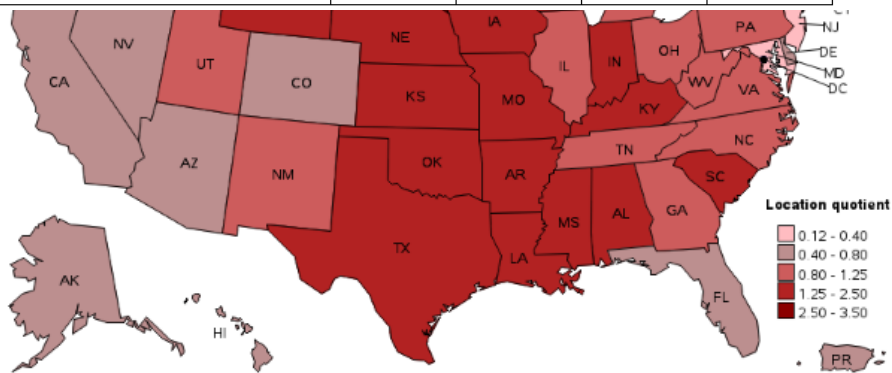 NJ
PA
IA
NV
NE
OH
DE
UT
IL
IN
MD
CA
CO
WV
DC
VA
KS
MO
KY
NC
TN
AZ
OK
NM
AR
SC
GA
MS
AL
TX
LA
Location quotient
0.12 - 0.40
0.40 - 0.80
0.80 - 1.25
1.25 - 2.50
2.50 - 3.50
AK
FL
HI
PR